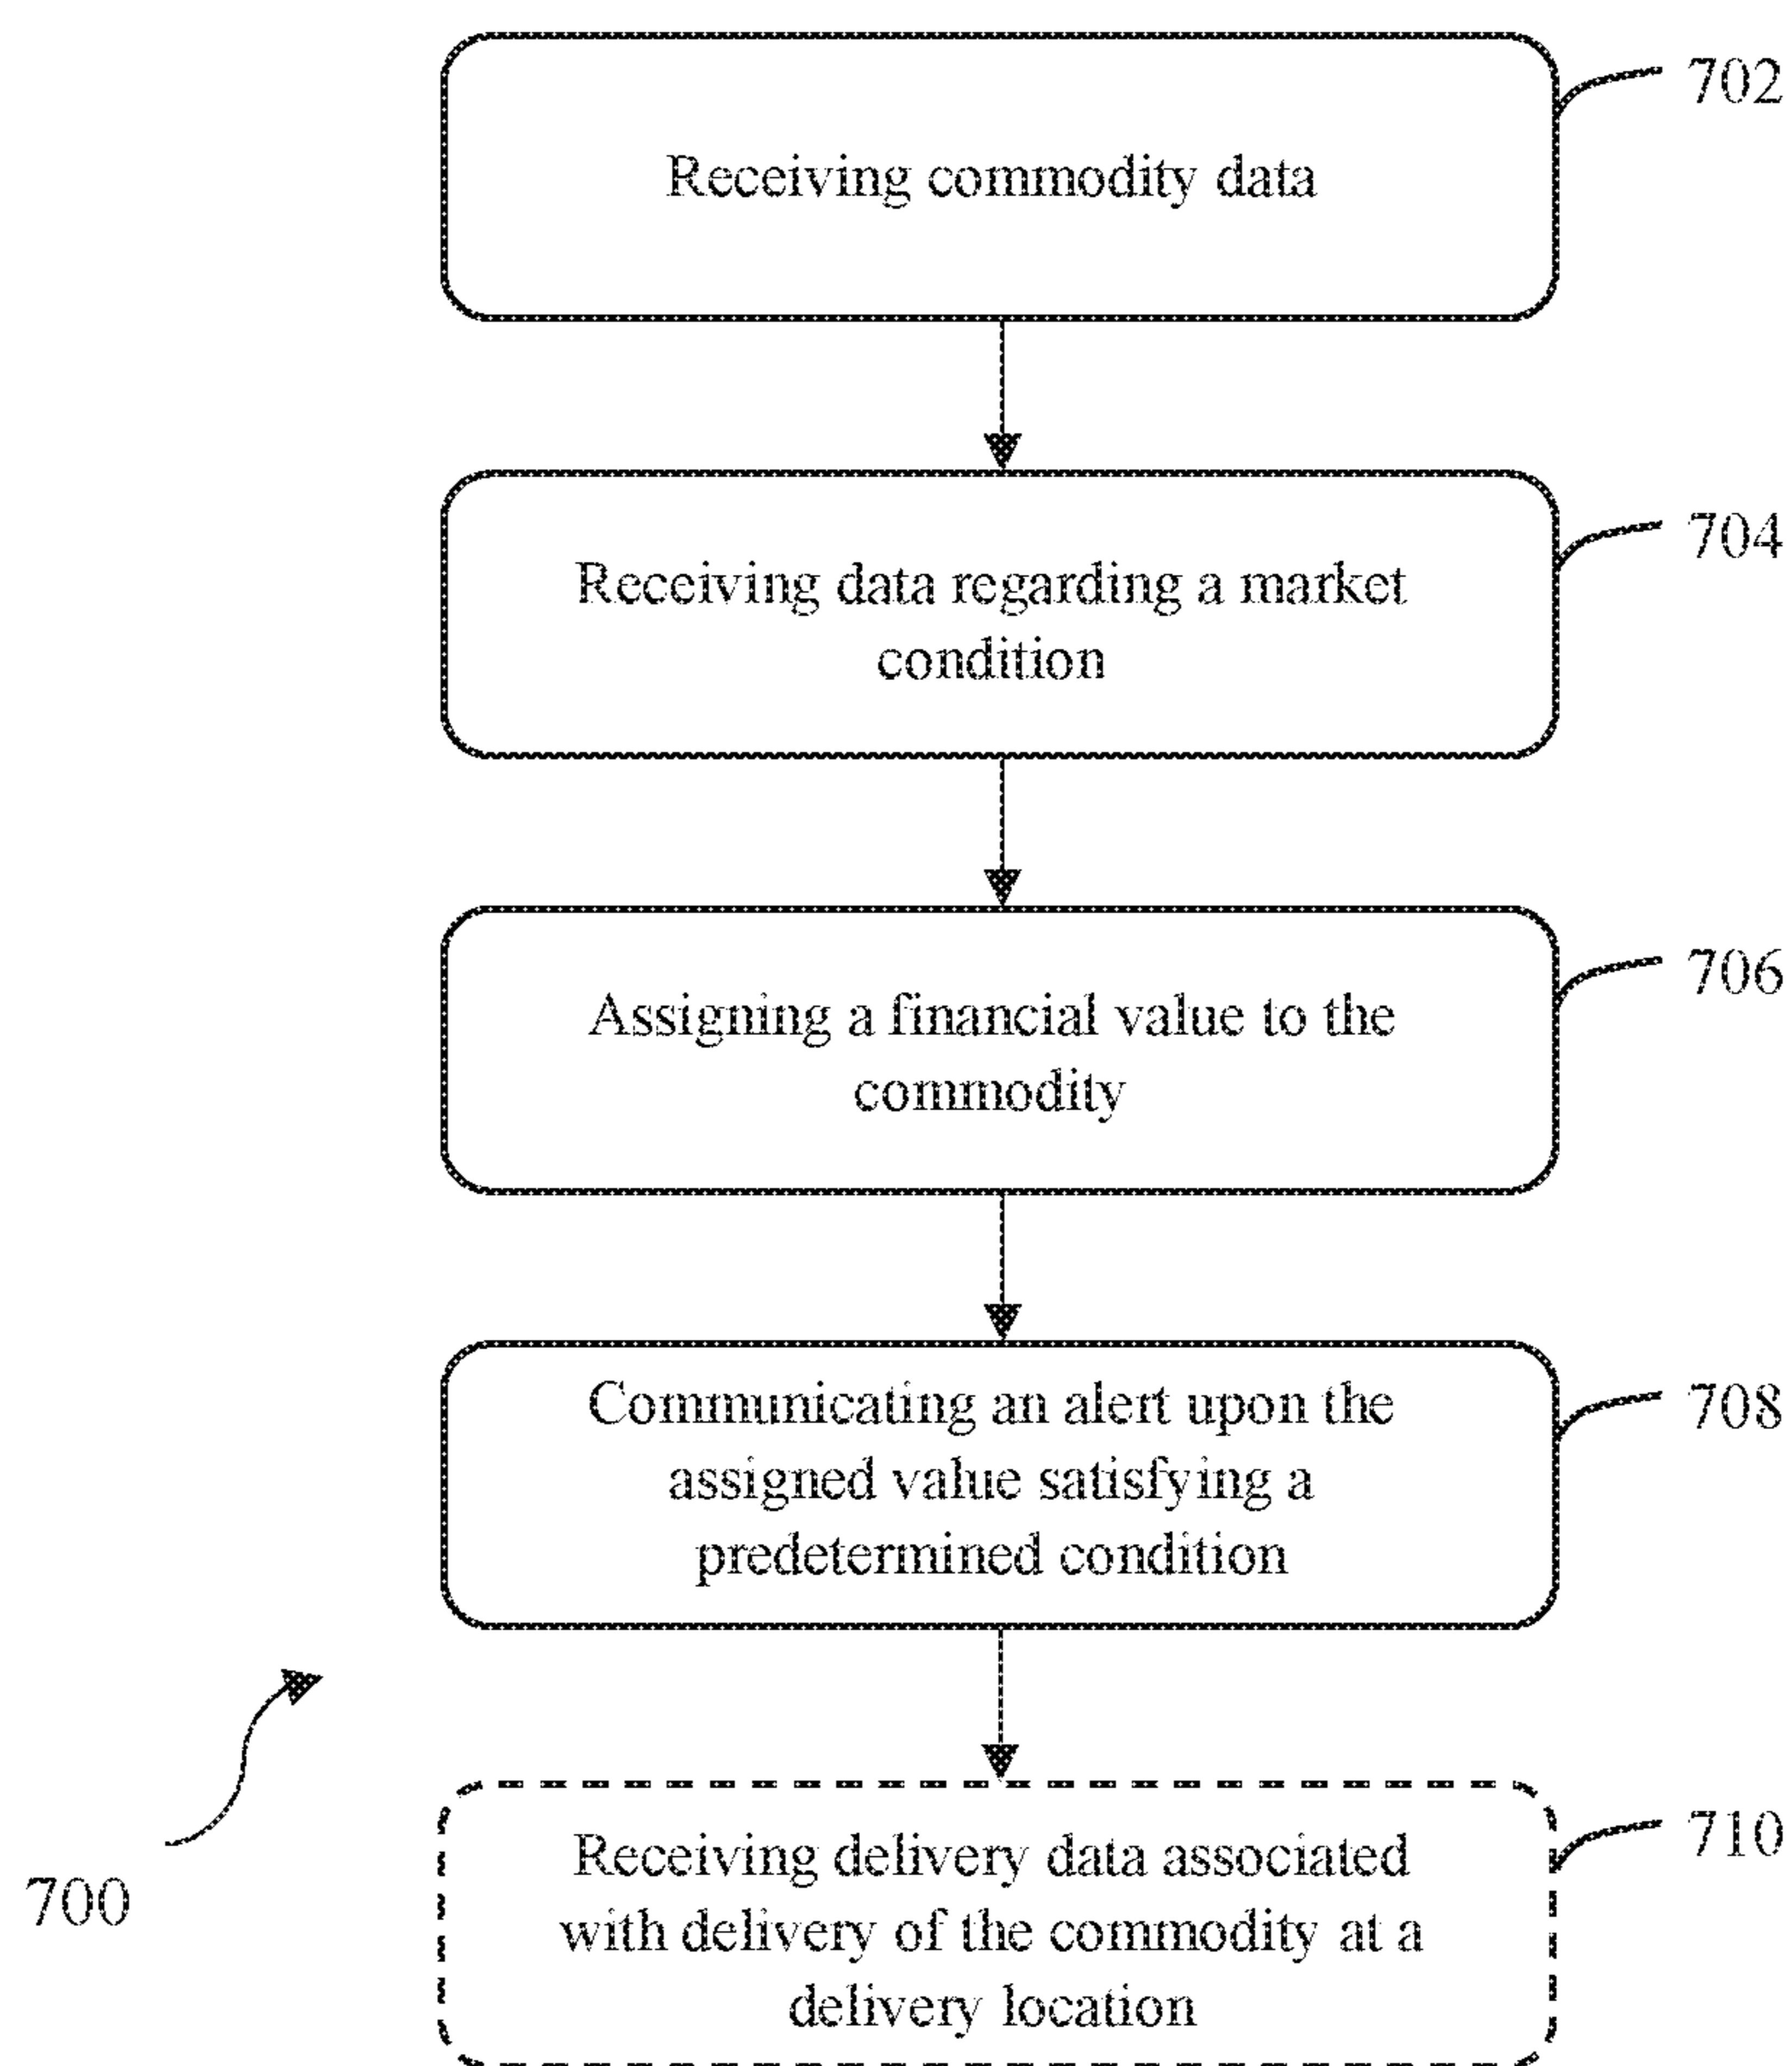 702
Receiving commodity data
704
Receiving data regarding a market
condition
706
Assigning a financial value to the
commodity
708
Communicating an alert upon the
assigned value satisfying a
predetermined condition
700
710
Receiving delivery data associated
with delivery of the commodity at a
delivery location